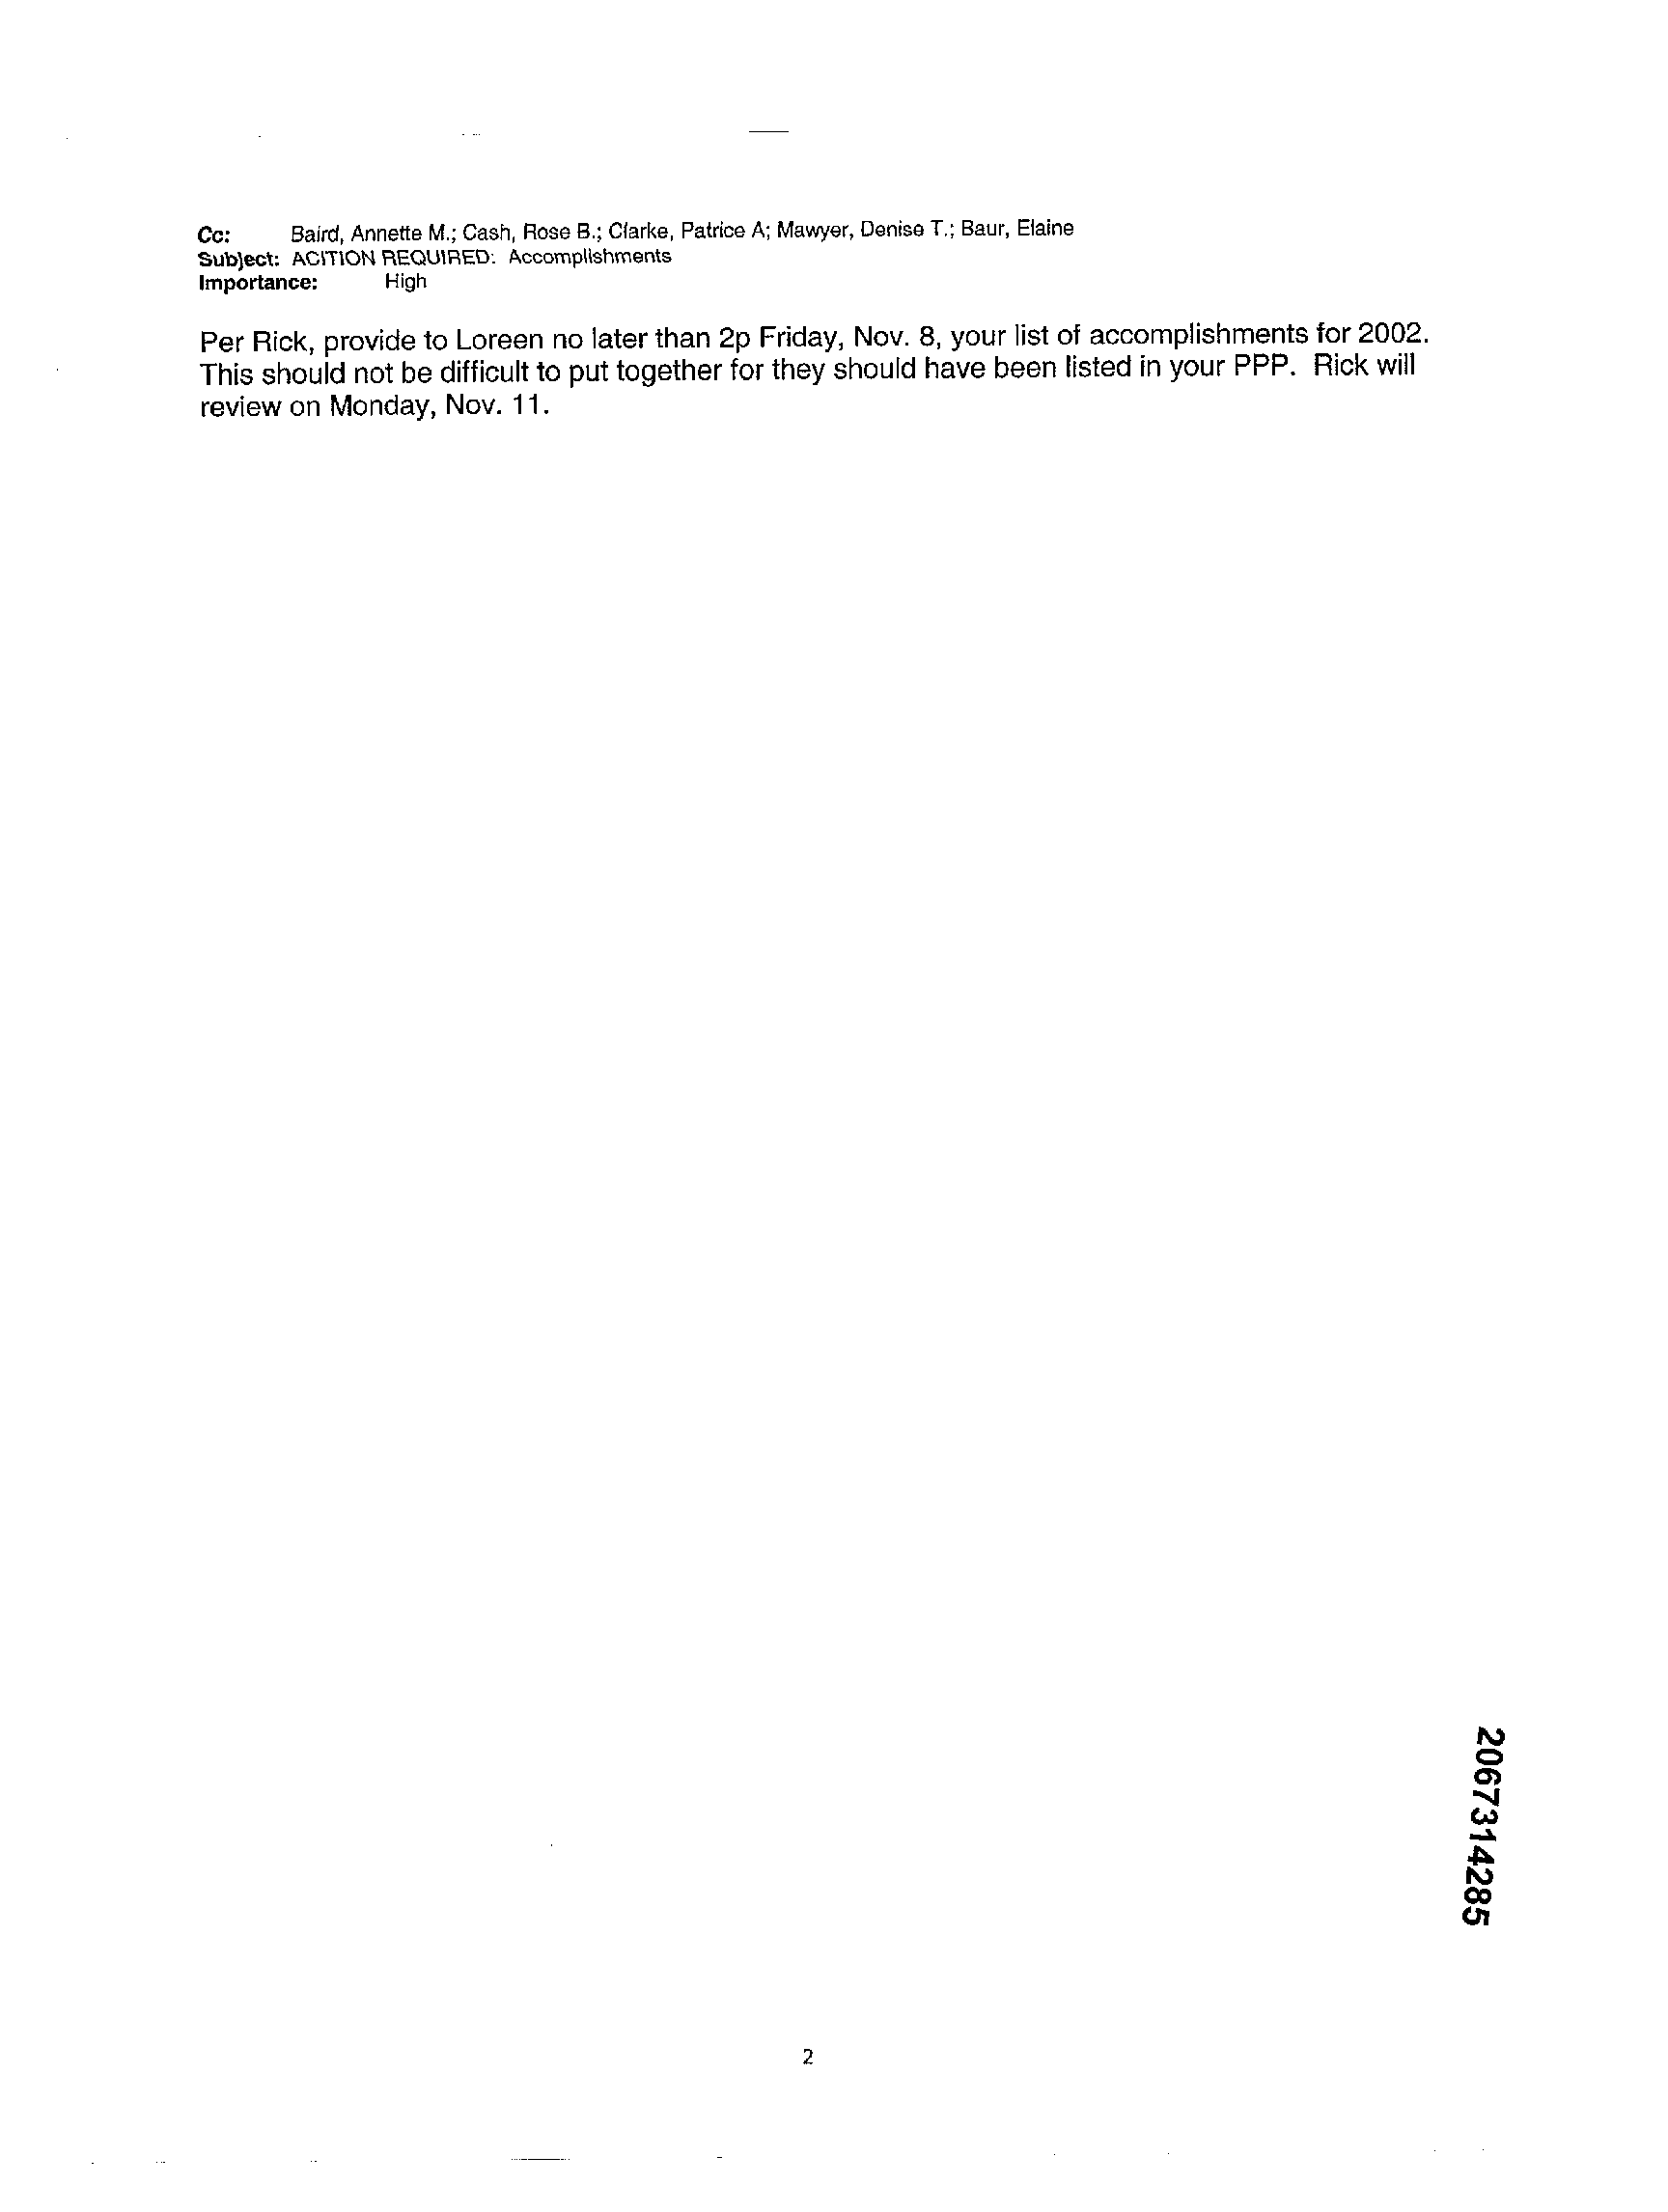 Cc: Baird, Annette M.; Cash, Rose B.; Clarke, Patrice A; Mawyer, Denise T.; Baur, Elaine
Subject: ACITION REQUIRED: Accomplishments
Importance: High
Per Rick, provide to Loreen no later than 2p Friday, Nov. 8, your list of accomplishments for 2002.
This should not be difficult to put together for they should have been listed in your PPP. Rick will
review on Monday, Nov. 11.
2067314285
2